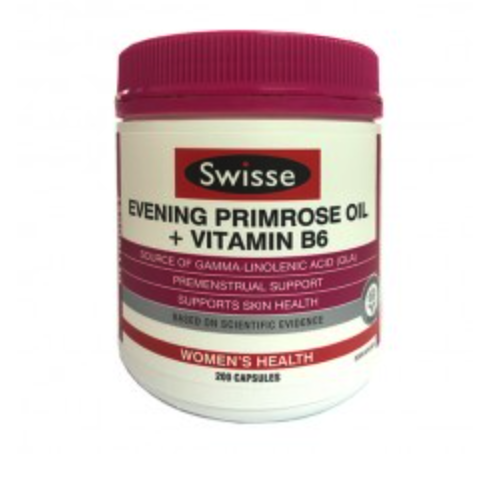 Swisse
EVENING PRIMROSE OIL
+ VITAMIN B6
SOURCE OF GAMMA-LINOLENIC ACID (GLA)
PREMENSTRUAL SUPPORT
SUPPORTS SKIN HEALTH
BASED ON SCIENTIFIC EVIDENCE
WOMEN'S HEALTH
200 CAPSULES